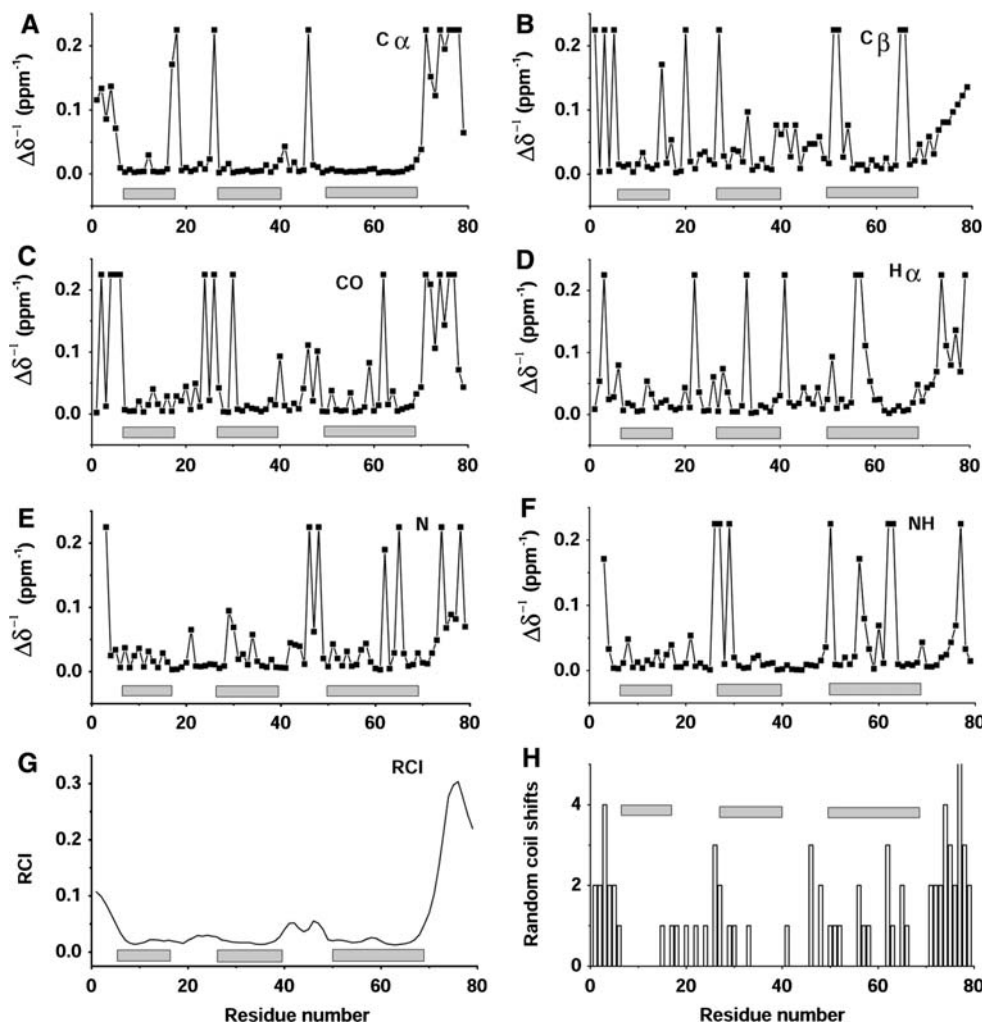 A
B
Cα
Cβ
Δδ⁻¹ (ppm⁻¹)
0.2
0.1
0.0
0 20 40 60 80
Δδ⁻¹ (ppm⁻¹)
0.2
0.1
0.0
0 20 40 60 80
C
D
CO
Hα
Δδ⁻¹ (ppm⁻¹)
0.2
0.1
0.0
0 20 40 60 80
Δδ⁻¹ (ppm⁻¹)
0.2
0.1
0.0
0 20 40 60 80
E
F
N
NH
Δδ⁻¹ (ppm⁻¹)
0.2
0.1
0.0
0 20 40 60 80
Δδ⁻¹ (ppm⁻¹)
0.2
0.1
0.0
0 20 40 60 80
G
H
RCI
RCI
0.3
0.2
0.1
0.0
0 20 40 60 80
Residue number
Random coil shifts
4
2
0
0 20 40 60 80
Residue number